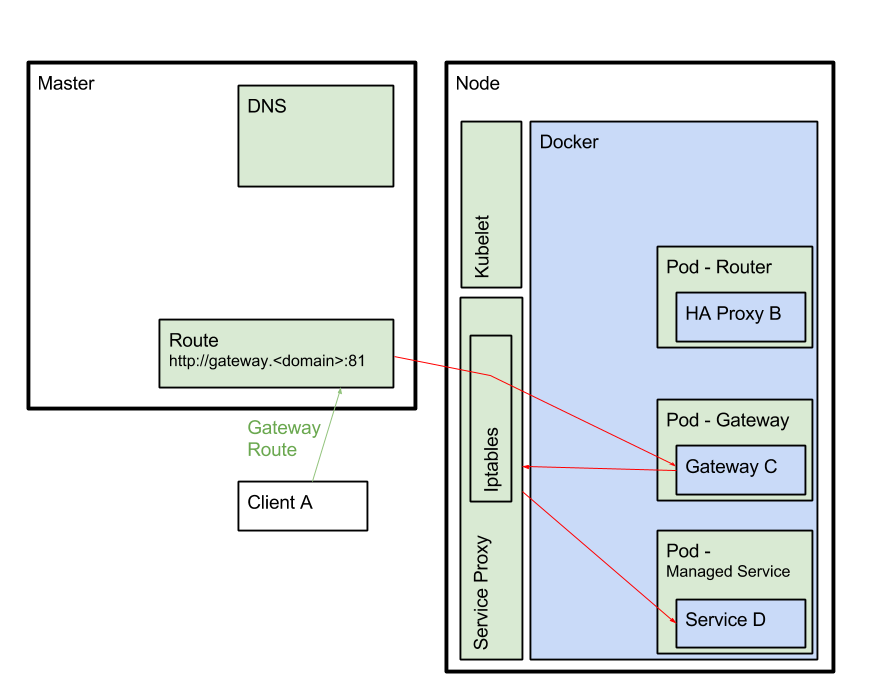 Master
DNS
Route
http://gateway.<domain>:81
Gateway
Route
Client A
Node
Kubelet
Iptables
Service Proxy
Docker
Pod - Router
HA Proxy B
Pod - Gateway
Gateway C
Pod -
Managed Service
Service D